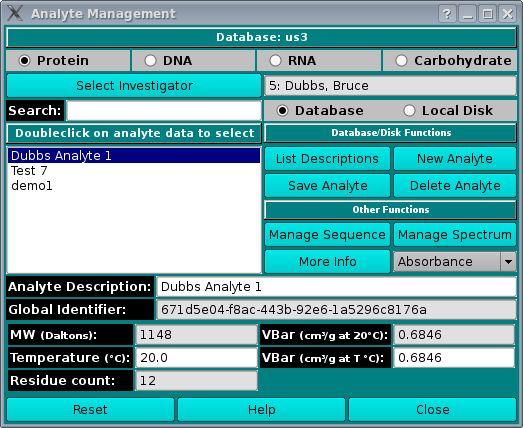 Analyte Management
Database: us3
Protein DNA RNA Carbohydrate
Select Investigator 5: Dubbs, Bruce
Search: Database Local Disk
Doubleclick on analyte data to select Database/Disk Functions
Dubbs Analyte 1
Test 7
demo1
List Descriptions New Analyte
Save Analyte Delete Analyte
Other Functions
Manage Sequence Manage Spectrum
More Info Absorbance
Analyte Description: Dubbs Analyte 1
Global Identifier: 671d5e04-f8ac-443b-92e6-1a5296c8176a
MW (Daltons): 1148 VBar (cm³/g at 20°C): 0.6846
Temperature (°C): 20.0 VBar (cm³/g at T °C): 0.6846
Residue count: 12
Reset Help Close